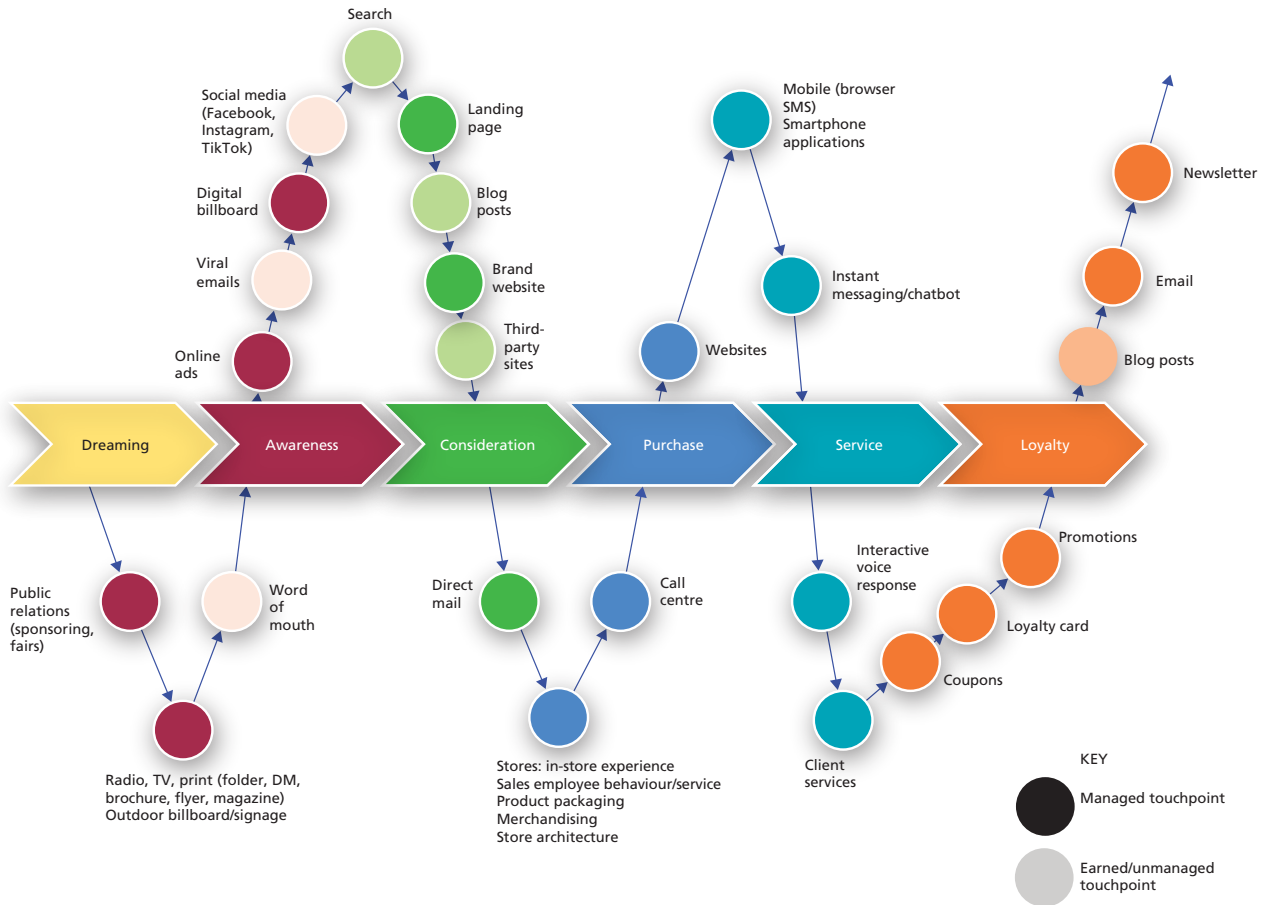 Search
Social media
(Facebook,
Instagram,
TikTok)
Landing
page
Digital
billboard
Blog
posts
Viral
emails
Brand
website
Online
ads
Third-
party
sites
Mobile (browser
SMS)
Smartphone
applications
Instant
messaging/chatbot
Websites
Newsletter
Email
Blog posts
Dreaming
Awareness
Consideration
Purchase
Service
Loyalty
Public
relations
(sponsoring,
fairs)
Word
of
mouth
Radio, TV, print (folder, DM,
brochure, flyer, magazine)
Outdoor billboard/signage
Direct
mail
Call
centre
Stores: in-store experience
Sales employee behaviour/service
Product packaging
Merchandising
Store architecture
Interactive
voice
response
Client
services
Coupons
Loyalty card
Promotions
KEY
Managed touchpoint
Earned/unmanaged
touchpoint